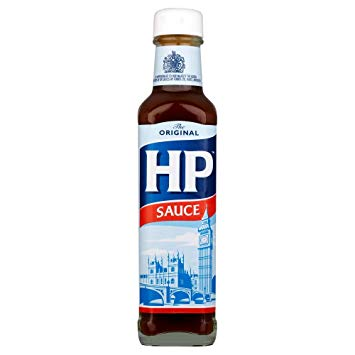 The
ORIGINAL
HP
SAUCE